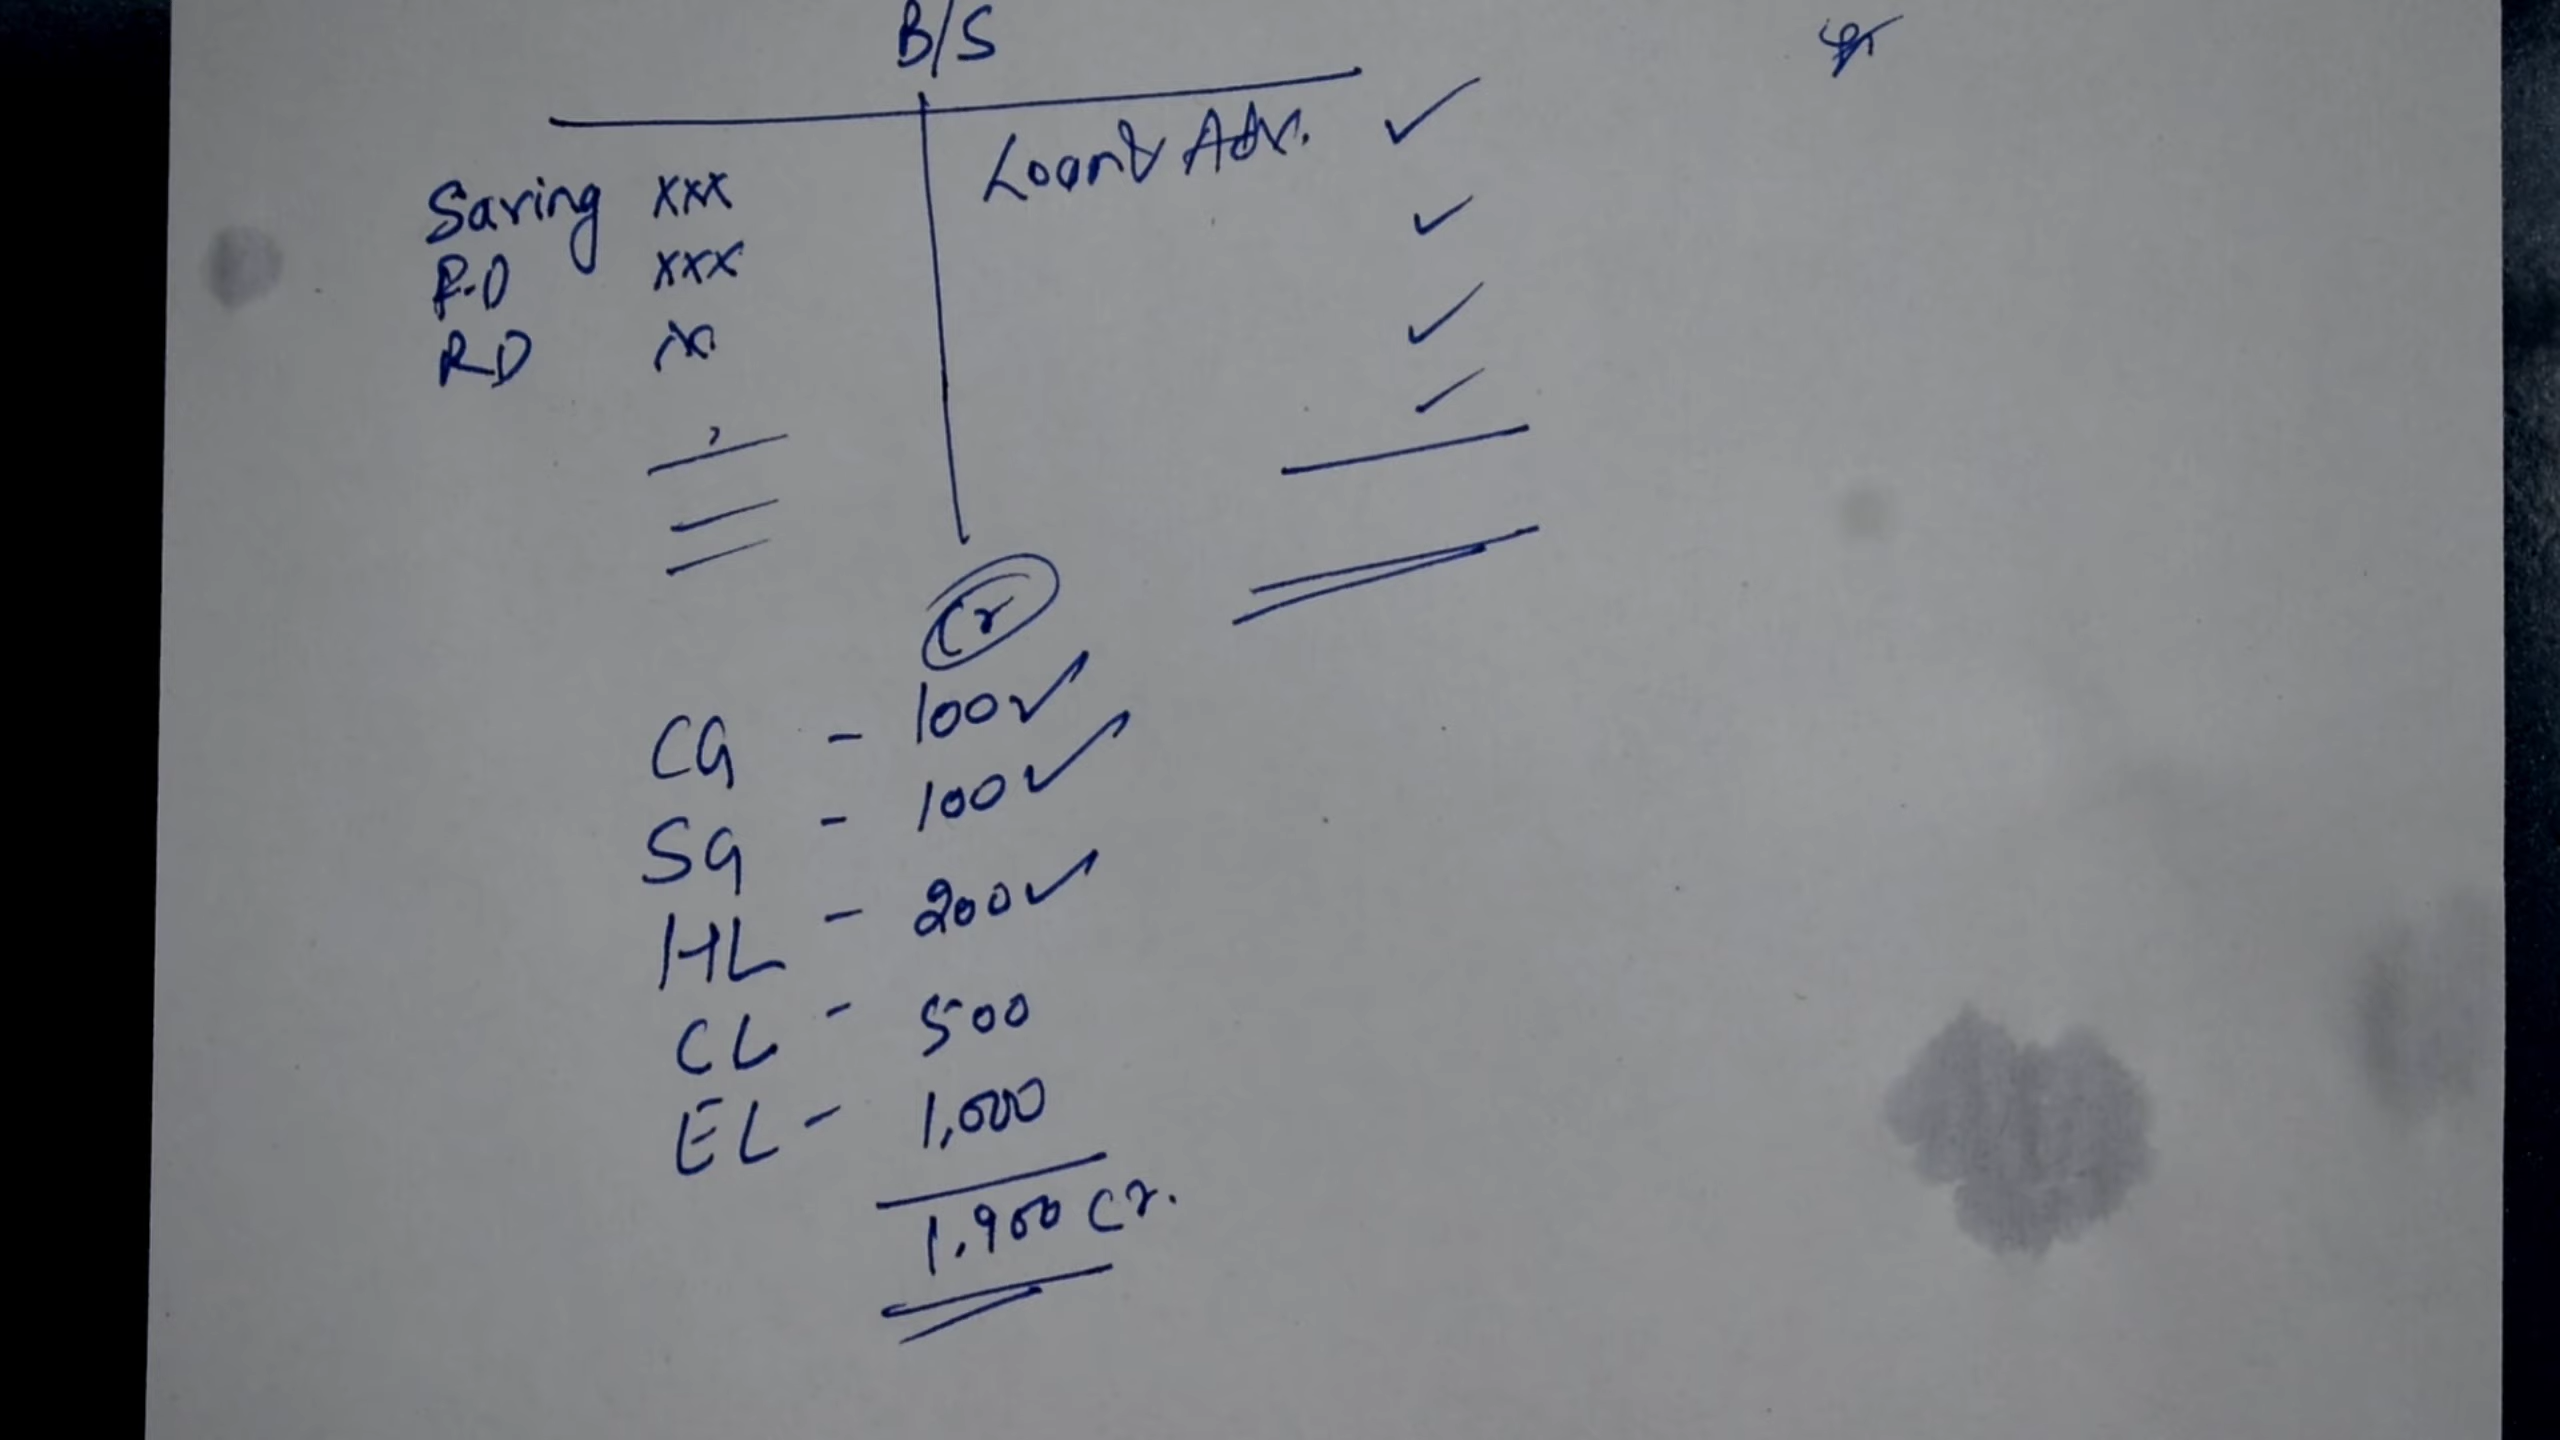 B/S
Saving xxx
Loan & Adv.
F.D xxx
RD xx
Cr
CG - 100
SG - 100
HL - 200
CL - 500
EL - 1,000
1,900 Cr.